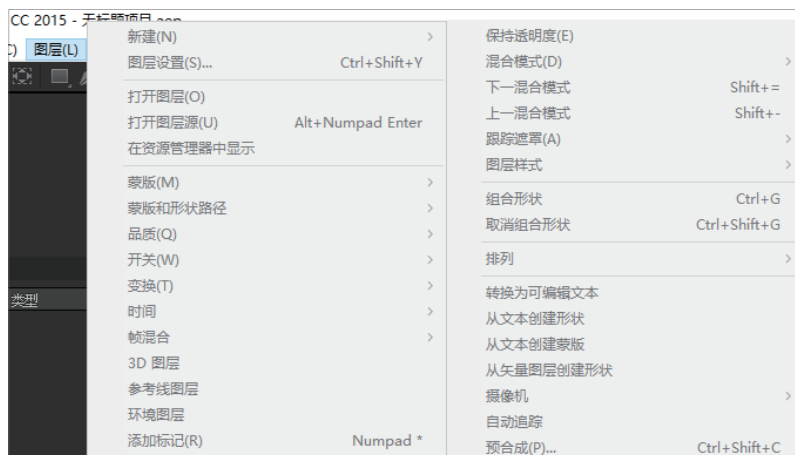 CC 2015 - 无标题项目.aep
C) 图层(L)
类型
新建(N)
图层设置(S)... Ctrl+Shift+Y
打开图层(O)
打开图层源(U) Alt+Numpad Enter
在资源管理器中显示
蒙版(M)
蒙版和形状路径
品质(Q)
开关(W)
变换(T)
时间
帧混合
3D 图层
参考线图层
环境图层
添加标记(R) Numpad *
保持透明度(E)
混合模式(D)
下一混合模式 Shift+=
上一混合模式 Shift+-
跟踪遮罩(A)
图层样式
组合形状 Ctrl+G
取消组合形状 Ctrl+Shift+G
排列
转换为可编辑文本
从文本创建形状
从文本创建蒙版
从矢量图层创建形状
摄像机
自动追踪
预合成(P)... Ctrl+Shift+C